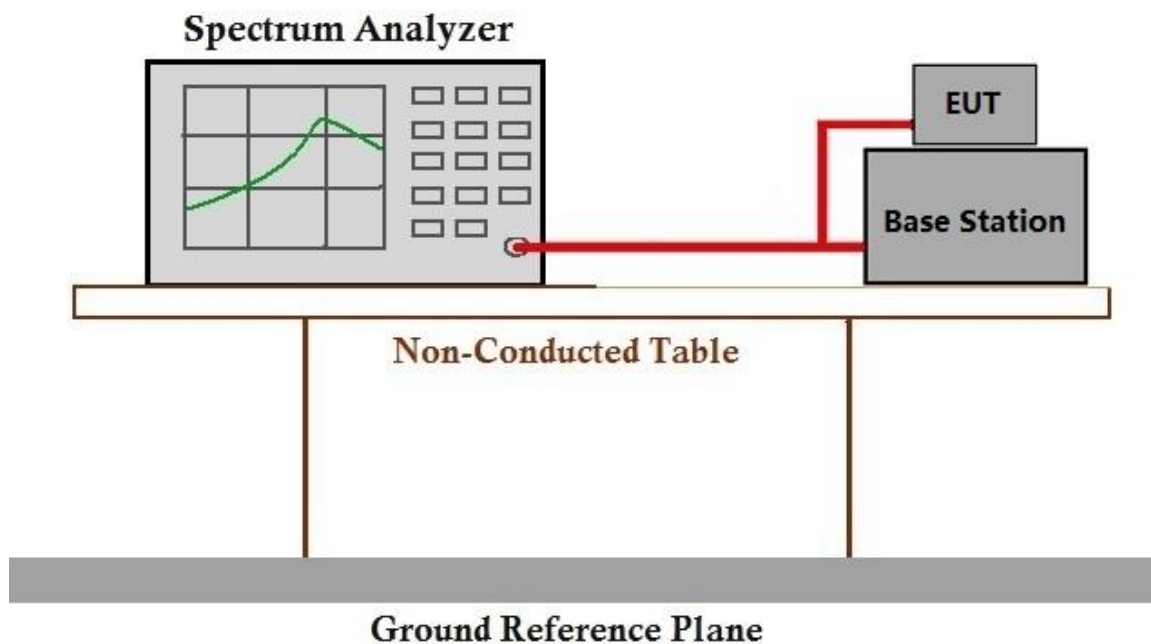 Spectrum Analyzer
EUT
Base Station
Non-Conducted Table
Ground Reference Plane